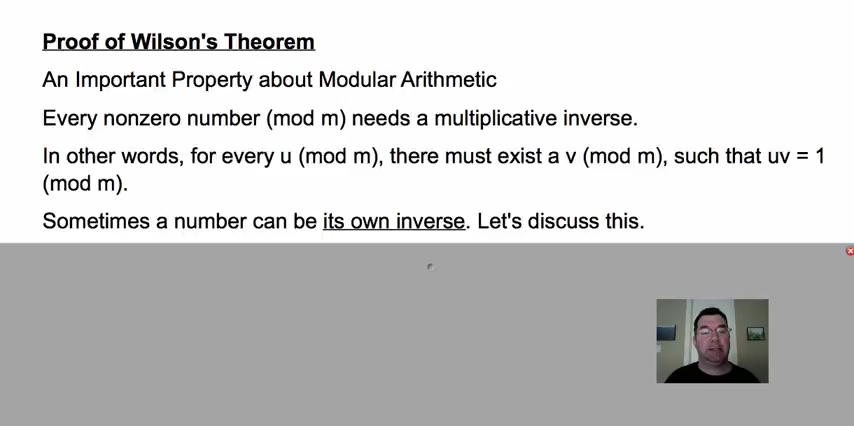 Proof of Wilson's Theorem
An Important Property about Modular Arithmetic
Every nonzero number (mod m) needs a multiplicative inverse.
In other words, for every u (mod m), there must exist a v (mod m), such that uv = 1
(mod m).
Sometimes a number can be its own inverse. Let's discuss this.